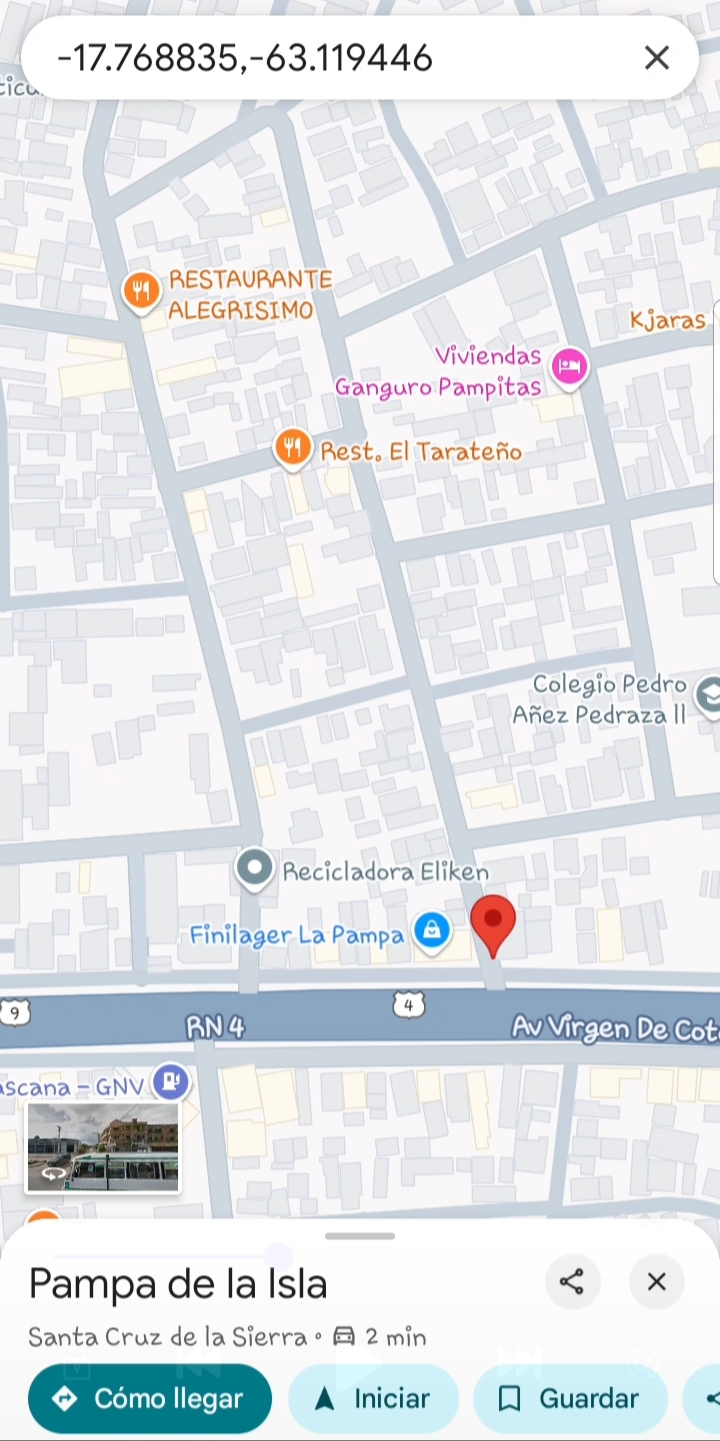 -17.768835,-63.119446
RESTAURANTE
ALEGRISIMO
Kjaras
Viviendas
Ganguro Pampitas
Rest. El Tarateño
Colegio Pedro
Añez Pedraza II
Recicladora Eliken
Finilager La Pampa
9
4
RN 4
Av Virgen De Cot
ascana - GNV
Pampa de la Isla
Santa Cruz de la Sierra • 2 min
Cómo llegar
Iniciar
Guardar